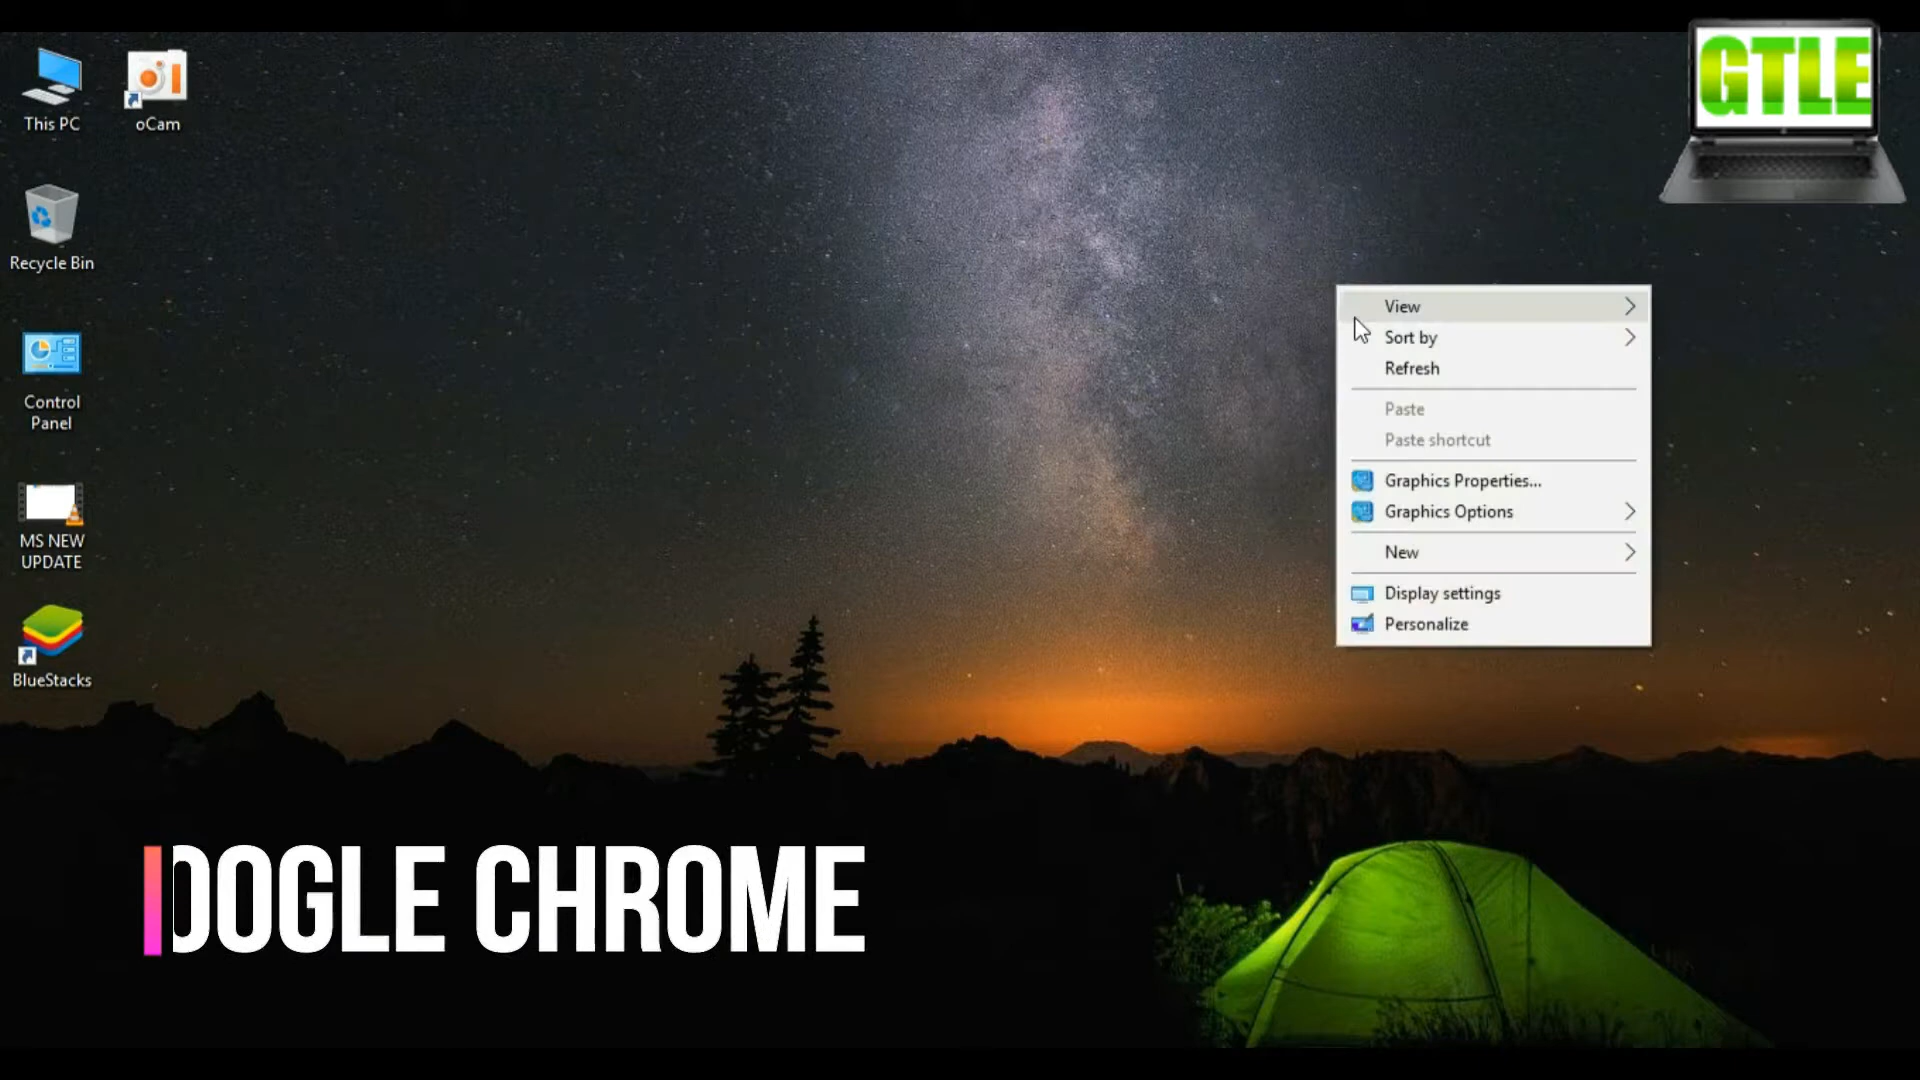 This PC
oCam
GTLE
Recycle Bin
Control
Panel
MS NEW
UPDATE
BlueStacks
View
Sort by
Refresh
Paste
Paste shortcut
Graphics Properties...
Graphics Options
New
Display settings
Personalize
OOGLE CHROME